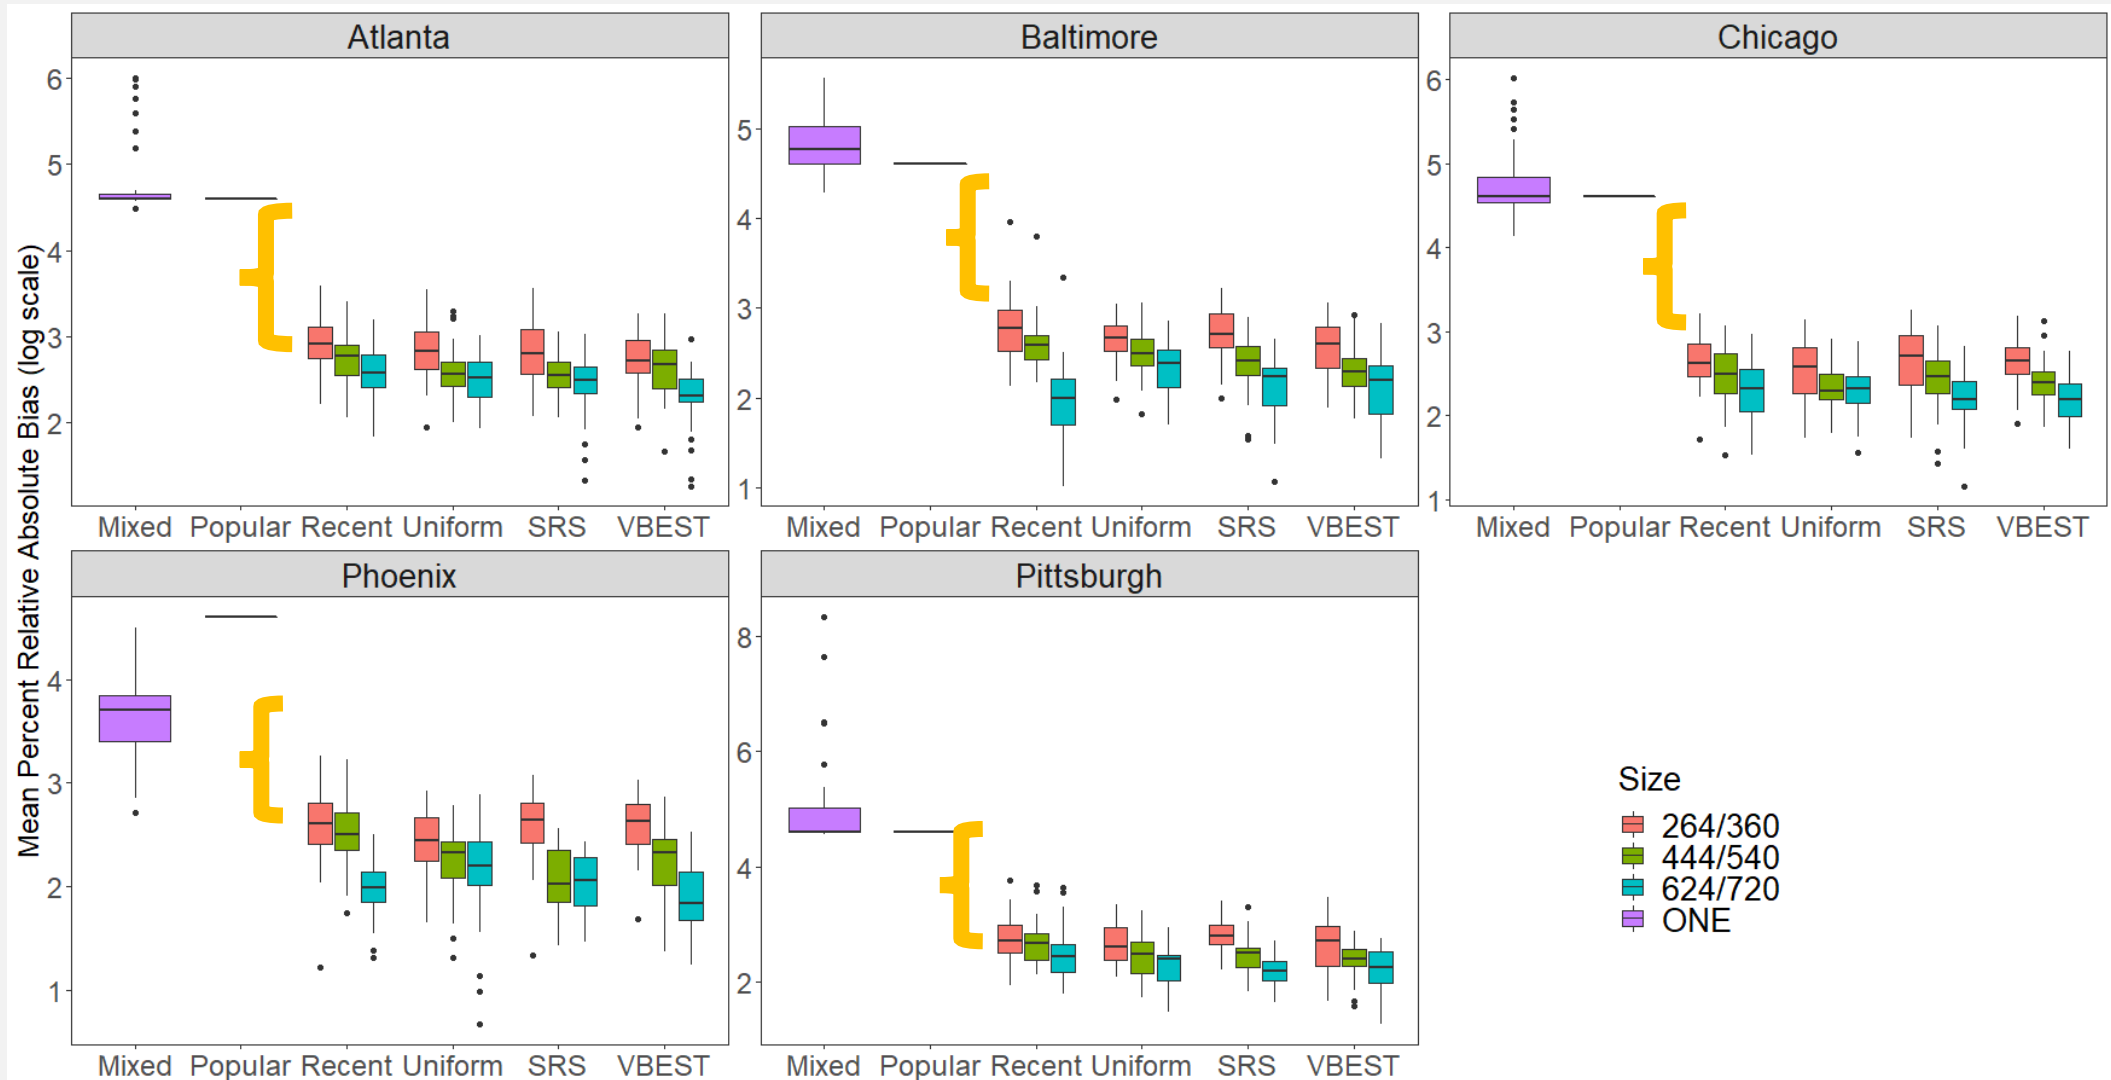 Mean Percent Relative Absolute Bias (log scale)
Atlanta
6
5
4
3
2
Mixed Popular Recent Uniform SRS VBEST
Baltimore
5
4
3
2
1
Mixed Popular Recent Uniform SRS VBEST
Chicago
6
5
4
3
2
1
Mixed Popular Recent Uniform SRS VBEST
Phoenix
4
3
2
1
Mixed Popular Recent Uniform SRS VBEST
Pittsburgh
8
6
4
2
Mixed Popular Recent Uniform SRS VBEST
Size
264/360
444/540
624/720
ONE